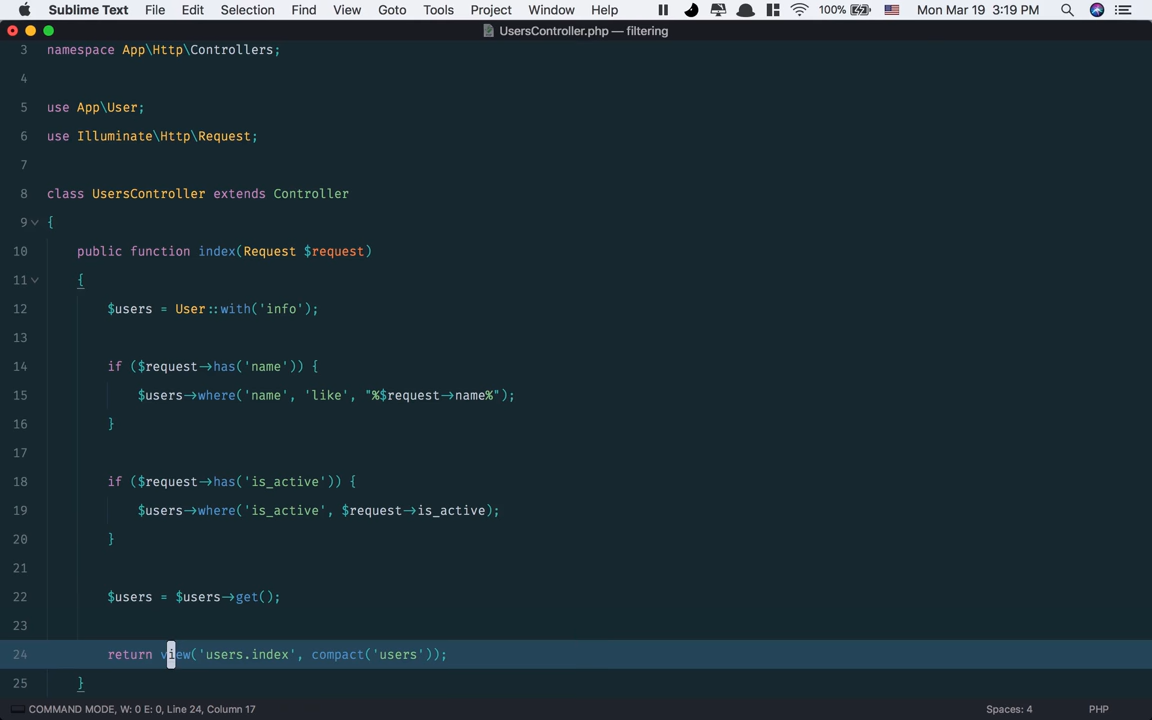 Sublime Text File Edit Selection Find View Goto Tools Project Window Help 100% Mon Mar 19 3:19 PM
UsersController.php — filtering
3 namespace App\Http\Controllers;
4
5 use App\User;
6 use Illuminate\Http\Request;
7
8 class UsersController extends Controller
9 {
10 public function index(Request $request)
11 {
12 $users = User::with('info');
13
14 if ($request->has('name')) {
15 $users->where('name', 'like', "%$request->name%");
16 }
17
18 if ($request->has('is_active')) {
19 $users->where('is_active', $request->is_active);
20 }
21
22 $users = $users->get();
23
24 return view('users.index', compact('users'));
25 }
COMMAND MODE, W: 0 E: 0, Line 24, Column 17 Spaces: 4 PHP